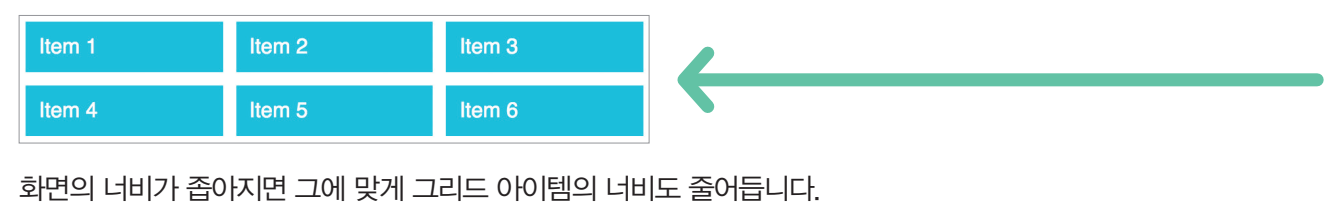 Item 1 Item 2 Item 3
Item 4 Item 5 Item 6
화면의 너비가 좁아지면 그에 맞게 그리드 아이템의 너비도 줄어듭니다.